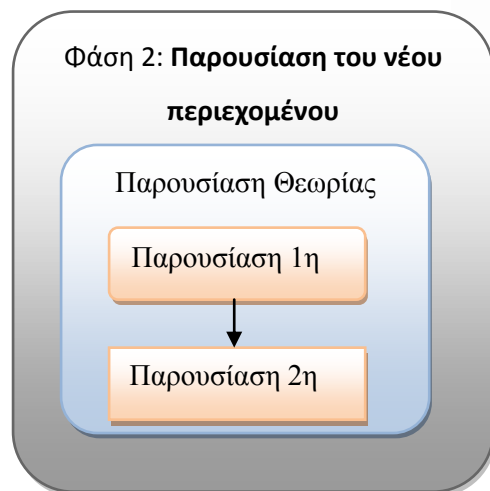 Φάση 2: Παρουσίαση του νέου
περιεχομένου
Παρουσίαση Θεωρίας
Παρουσίαση 1η
Παρουσίαση 2η